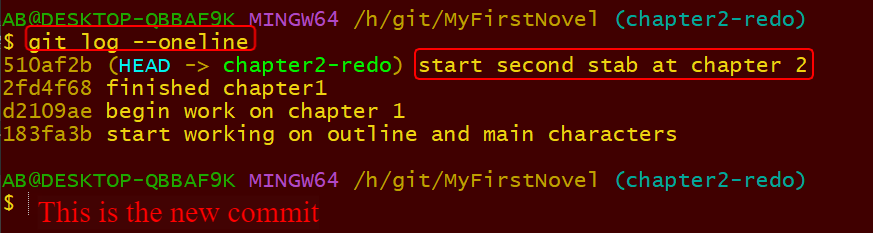 AB@DESKTOP-QBBAF9K MINGW64 /h/git/MyFirstNovel (chapter2-redo)
$ git log --oneline
510af2b (HEAD -> chapter2-redo) start second stab at chapter 2
2fd4f68 finished chapter1
d2109ae begin work on chapter 1
183fa3b start working on outline and main characters
AB@DESKTOP-QBBAF9K MINGW64 /h/git/MyFirstNovel (chapter2-redo)
$ This is the new commit